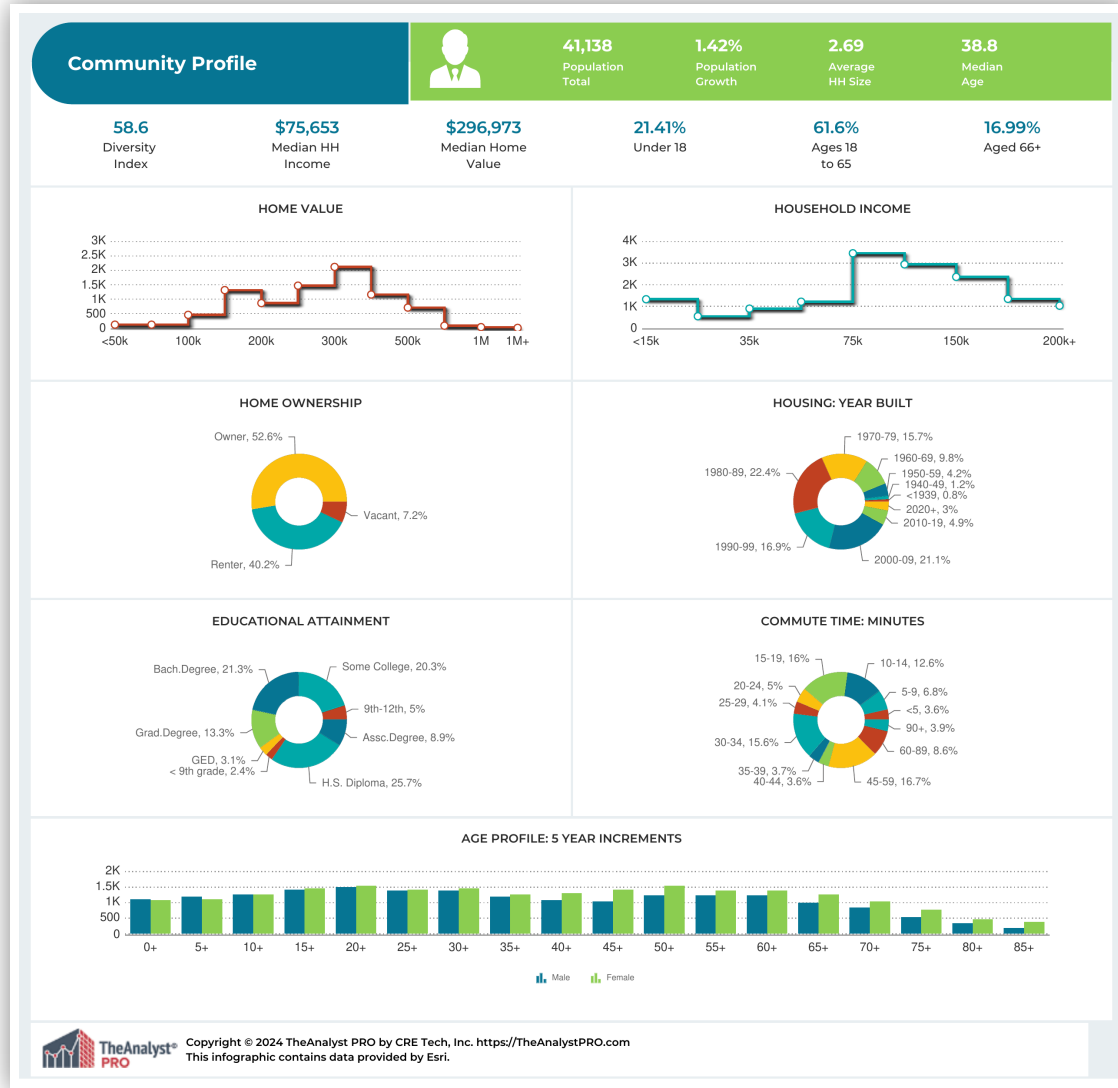 Community Profile
41,138
Population
Total
1.42%
Population
Growth
2.69
Average
HH Size
38.8
Median
Age
58.6
Diversity
Index
$75,653
Median HH
Income
$296,973
Median Home
Value
21.41%
Under 18
61.6%
Ages 18
to 65
16.99%
Aged 66+
HOME VALUE
3K
2.5K
2K
1.5K
1K
500
0
<50k 100k 200k 300k 500k 1M 1M+
HOUSEHOLD INCOME
4K
3K
2K
1K
0
<15k 35k 75k 150k 200k+
HOME OWNERSHIP
Owner, 52.6%
Vacant, 7.2%
Renter, 40.2%
HOUSING: YEAR BUILT
1970-79, 15.7%
1960-69, 9.8%
1950-59, 4.2%
1940-49, 1.2%
<1939, 0.8%
2020+, 3%
2010-19, 4.9%
2000-09, 21.1%
1990-99, 16.9%
1980-89, 22.4%
EDUCATIONAL ATTAINMENT
Bach.Degree, 21.3%
Some College, 20.3%
9th-12th, 5%
Assc.Degree, 8.9%
H.S. Diploma, 25.7%
< 9th grade, 2.4%
GED, 3.1%
Grad.Degree, 13.3%
COMMUTE TIME: MINUTES
15-19, 16%
10-14, 12.6%
5-9, 6.8%
<5, 3.6%
90+, 3.9%
60-89, 8.6%
45-59, 16.7%
40-44, 3.6%
35-39, 3.7%
30-34, 15.6%
25-29, 4.1%
20-24, 5%
AGE PROFILE: 5 YEAR INCREMENTS
2K
1.5K
1K
500
0
0+ 5+ 10+ 15+ 20+ 25+ 30+ 35+ 40+ 45+ 50+ 55+ 60+ 65+ 70+ 75+ 80+ 85+
Male Female
TheAnalyst®
PRO
Copyright © 2024 TheAnalyst PRO by CRE Tech, Inc. https://TheAnalystPRO.com
This infographic contains data provided by Esri.